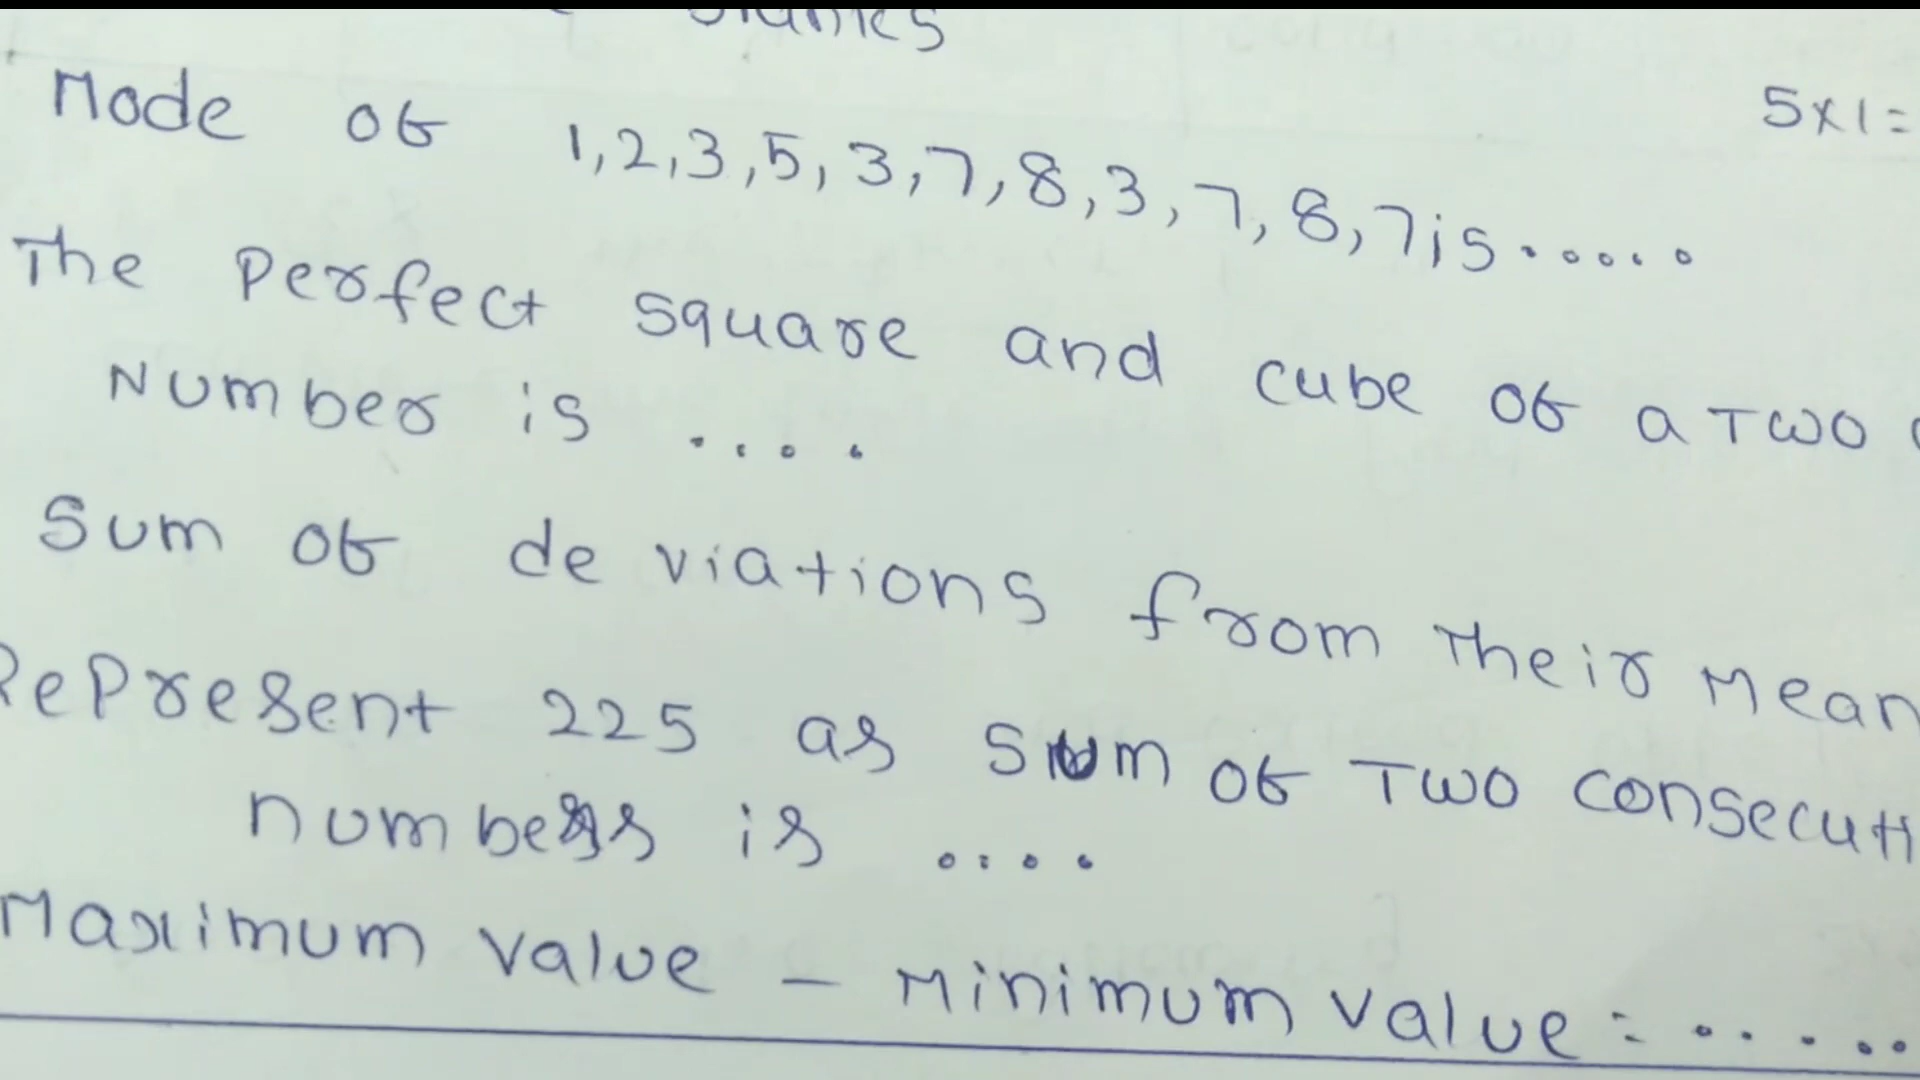 blanks
5x1=
Mode of 1,2,3,5,3,7,8,3,7,8,7 is .....
The Perfect square and cube of a Two
Number is ....
Sum of deviations from Their Mean
Represent 225 as sum of Two consecuti
numbers is ....
Maximum value - Minimum value = .....